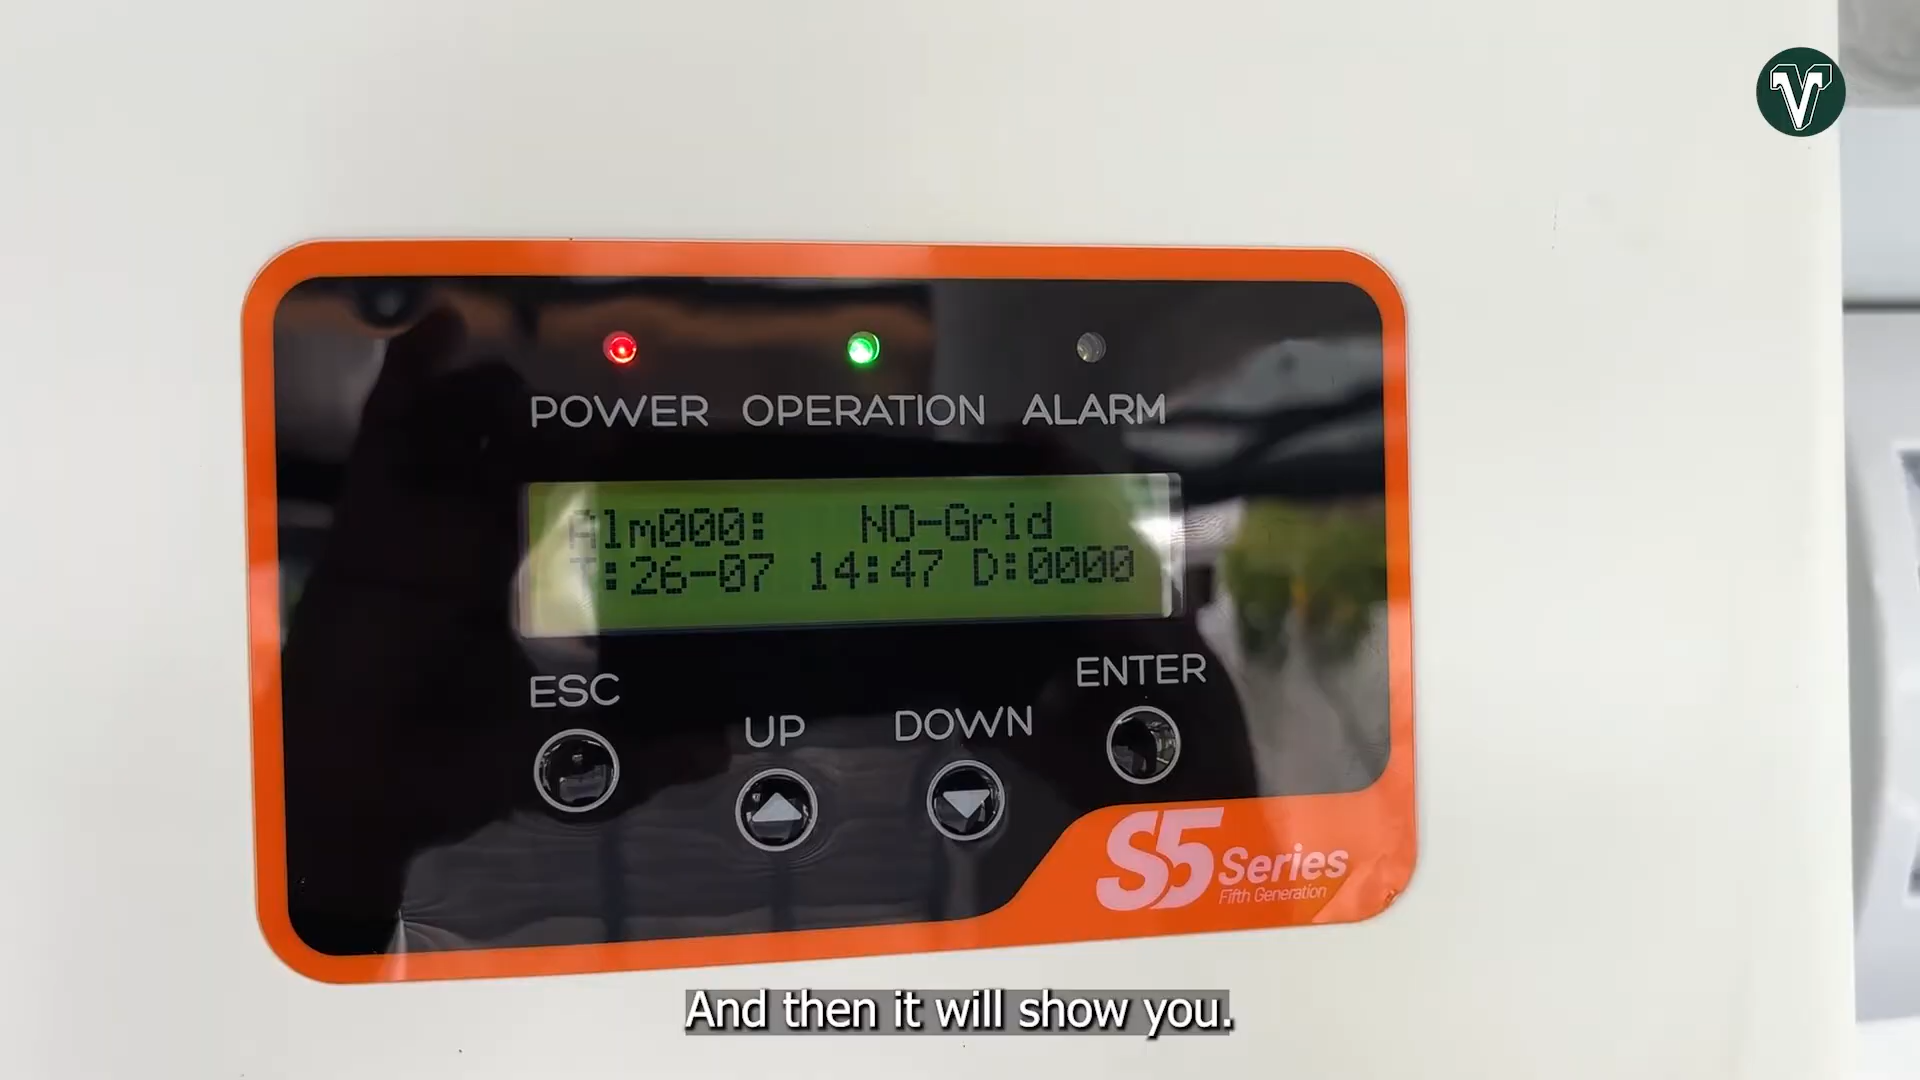 POWER OPERATION ALARM
Alm000: NO-Grid
T:26-07 14:47 D:0000
ESC UP DOWN ENTER
S5 Series
Fifth Generation
And then it will show you.